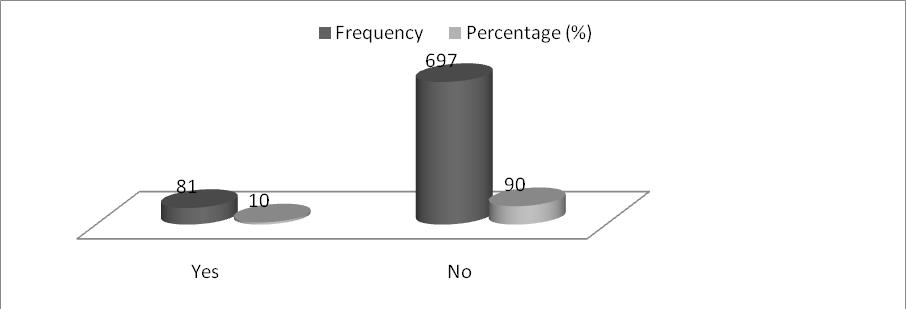 Frequency Percentage (%)
697
81
10
90
Yes
No